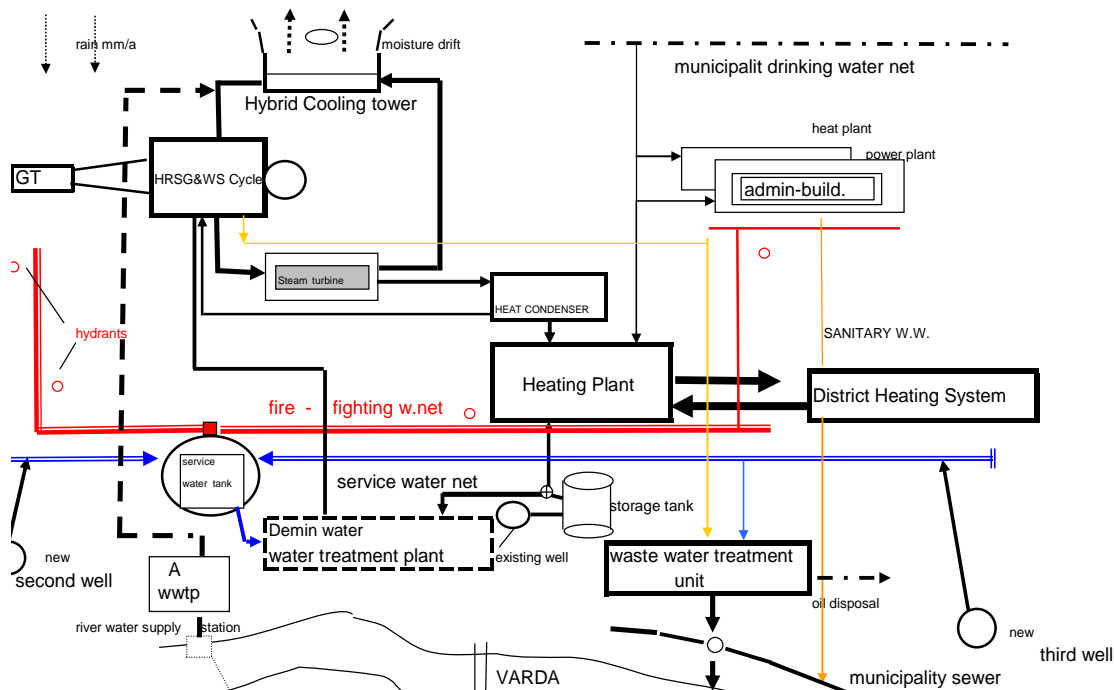 rain mm/a
moisture drift
municipalit drinking water net
Hybrid Cooling tower
heat plant
power plant
GT
HRSG&WS Cycle
admin-build.
Steam turbine
HEAT CONDENSER
hydrants
SANITARY W.W.
Heating Plant
District Heating System
fire - fighting w.net
service
water tank
service water net
storage tank
Demin water
water treatment plant
existing well
waste water treatment
unit
new
second well
A
wwtp
oil disposal
river water supply station
new
third well
VARDA
municipality sewer